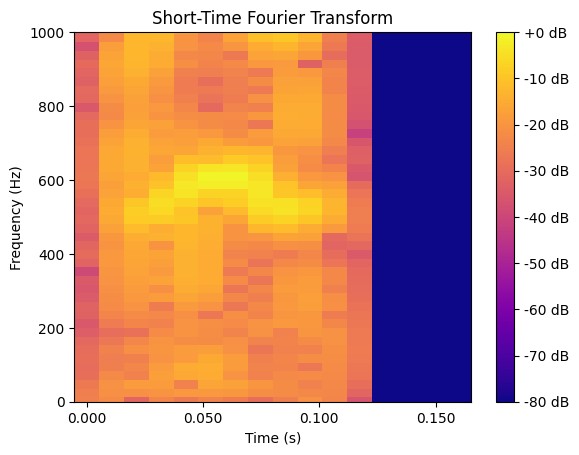 Short-Time Fourier Transform
Frequency (Hz)
1000
800
600
400
200
0
0.000
0.050
0.100
0.150
Time (s)
+0 dB
-10 dB
-20 dB
-30 dB
-40 dB
-50 dB
-60 dB
-70 dB
-80 dB